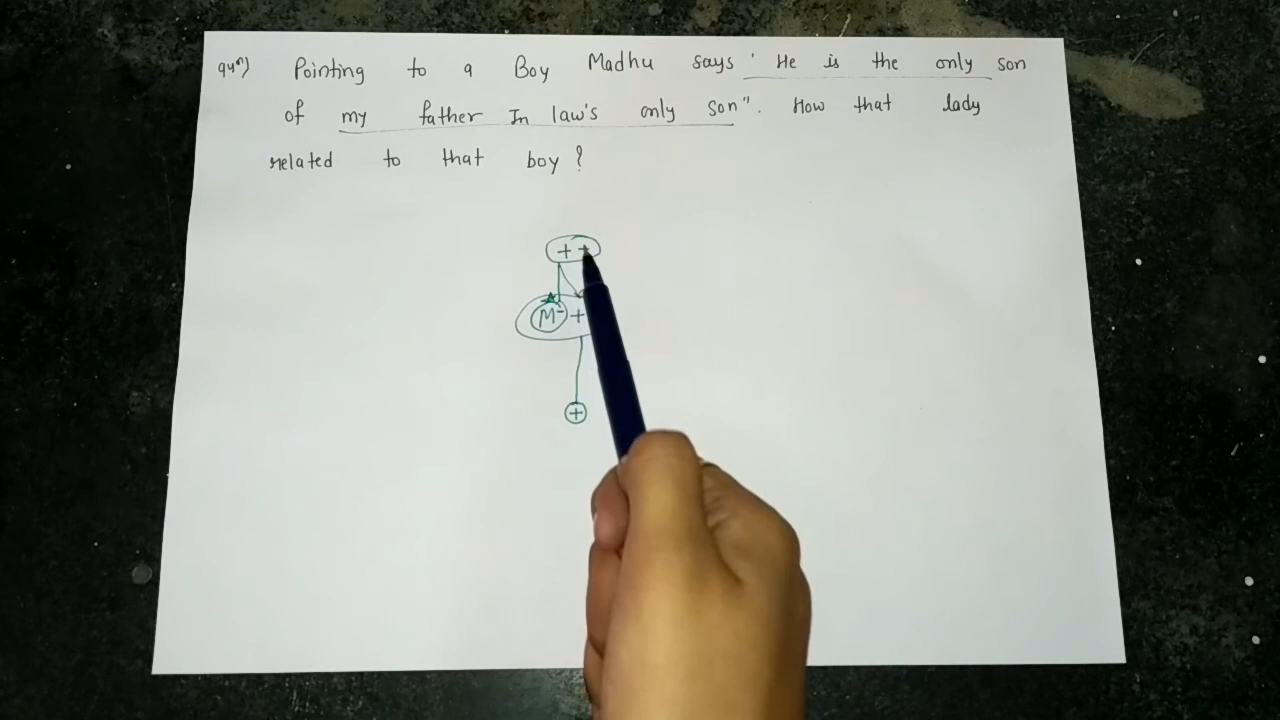 qun) Pointing to a Boy Madhu says ' He is the only son
of my father In law's only son". How that lady
related to that boy ?
+ +
M- +
+